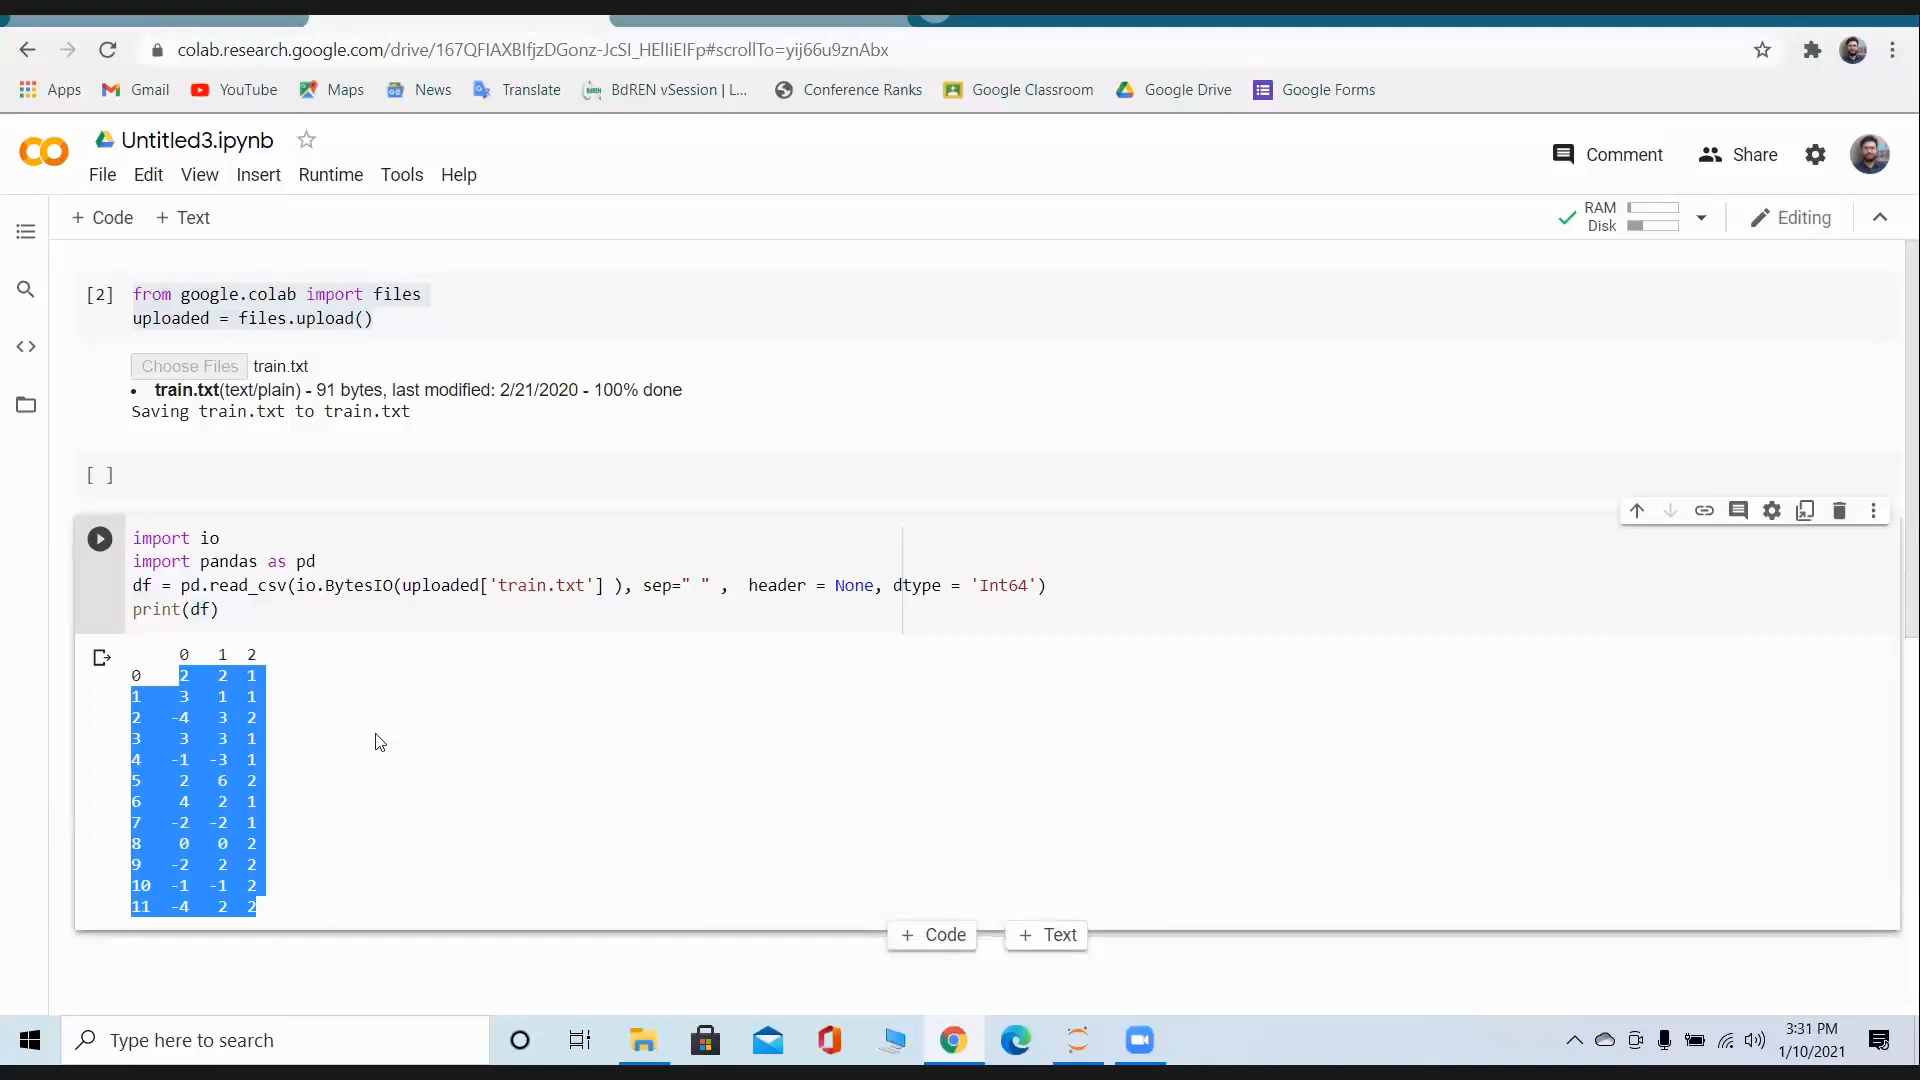 colab.research.google.com/drive/167QFIAXBIfjzDGonz-JcSI_HEIIiEIFp#scrollTo=yij66u9znAbx
Apps Gmail YouTube Maps News Translate BdREN vSession | L... Conference Ranks Google Classroom Google Drive Google Forms
CO Untitled3.ipynb
File Edit View Insert Runtime Tools Help
Comment Share
+ Code + Text
RAM
Disk
Editing
[2] from google.colab import files
uploaded = files.upload()
Choose Files train.txt
• train.txt(text/plain) - 91 bytes, last modified: 2/21/2020 - 100% done
Saving train.txt to train.txt
[ ]
import io
import pandas as pd
df = pd.read_csv(io.BytesIO(uploaded['train.txt'] ), sep=" " , header = None, dtype = 'Int64')
print(df)
0 1 2
0 2 2 1
1 3 1 1
2 -4 3 2
3 3 3 1
4 -1 -3 1
5 2 6 2
6 4 2 1
7 -2 -2 1
8 0 0 2
9 -2 2 2
10 -1 -1 2
11 -4 2 2
+ Code + Text
Type here to search
3:31 PM
1/10/2021